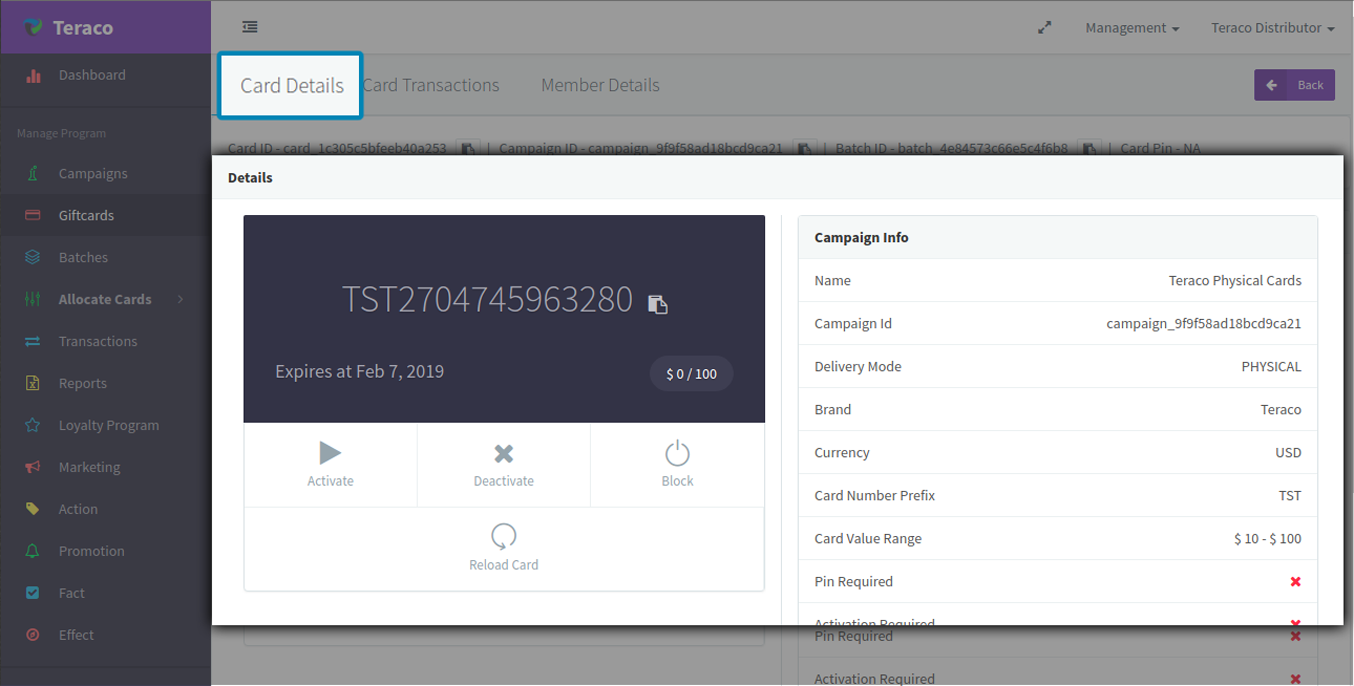 Teraco
Management
Teraco Distributor
Dashboard
Manage Program
Campaigns
Giftcards
Batches
Allocate Cards
Transactions
Reports
Loyalty Program
Marketing
Action
Promotion
Fact
Effect
Card Details
Card Transactions
Member Details
Back
Card ID - card_1c305c5bfeeb40a253 | Campaign ID - campaign_9f9f58ad18bcd9ca21 | Batch ID - batch_4e84573c66e5c4f6b8 | Card Pin - NA
Details
TST2704745963280
Expires at Feb 7, 2019
$ 0 / 100
Activate
Deactivate
Block
Reload Card
Campaign Info
Name Teraco Physical Cards
Campaign Id campaign_9f9f58ad18bcd9ca21
Delivery Mode PHYSICAL
Brand Teraco
Currency USD
Card Number Prefix TST
Card Value Range $ 10 - $ 100
Pin Required
Activation Required
Pin Required
Activation Required